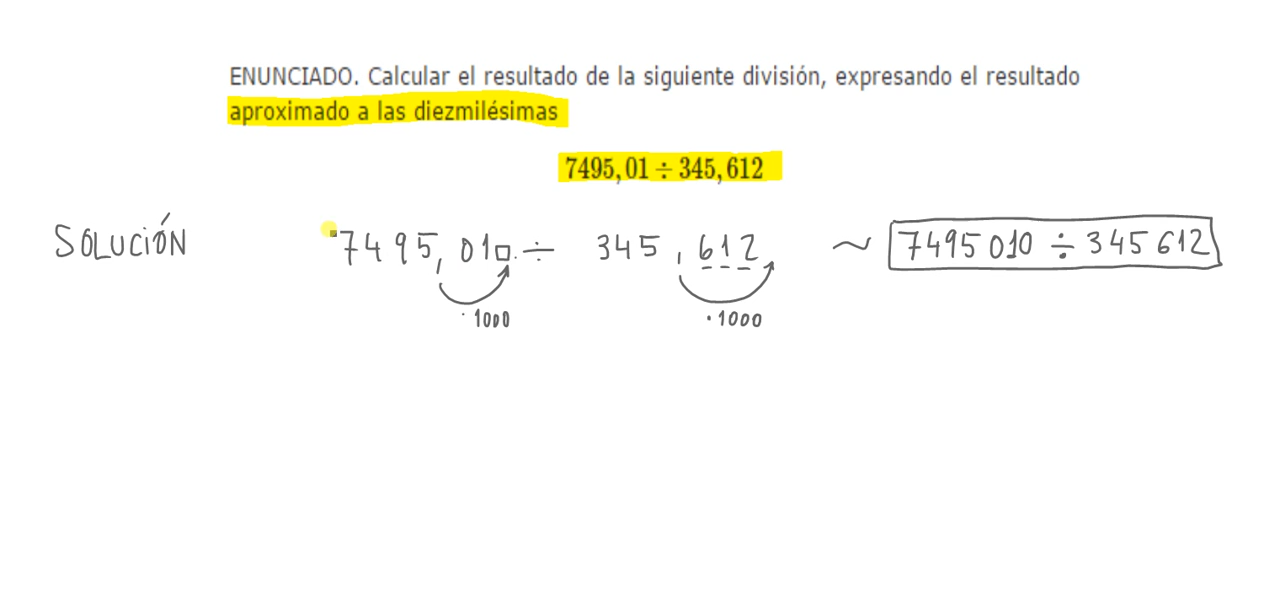 ENUNCIADO. Calcular el resultado de la siguiente división, expresando el resultado
aproximado a las diezmilésimas
7495,01 ÷ 345,612
SOLUCIÓN 7495,010 ÷ 345,612 ~ 7495010 ÷ 345612
·1000 ·1000